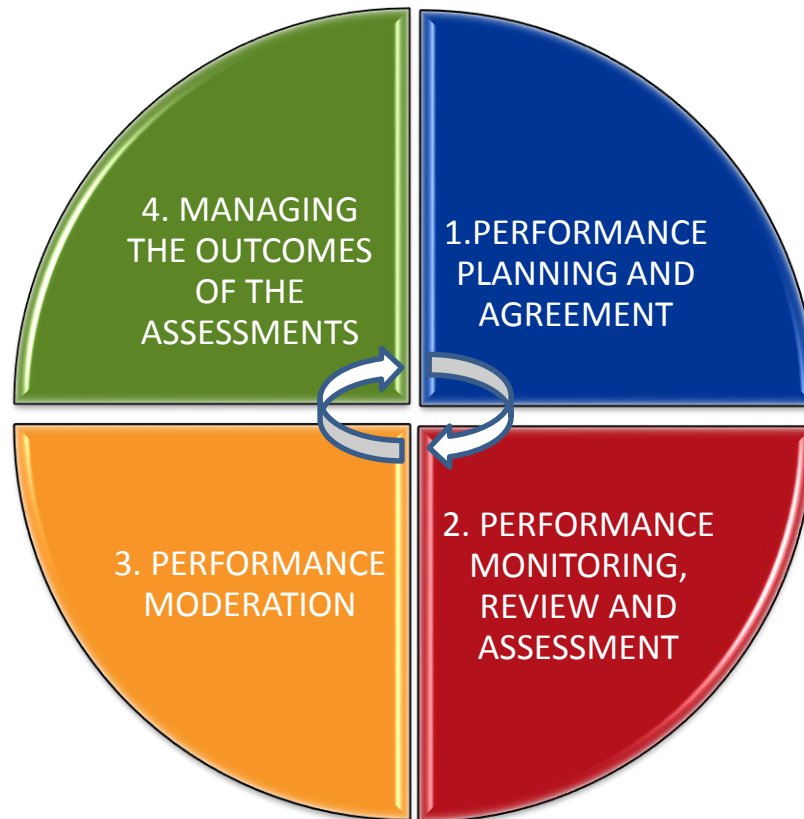 1.PERFORMANCE
PLANNING AND
AGREEMENT
2. PERFORMANCE
MONITORING,
REVIEW AND
ASSESSMENT
3. PERFORMANCE
MODERATION
4. MANAGING
THE OUTCOMES
OF THE
ASSESSMENTS